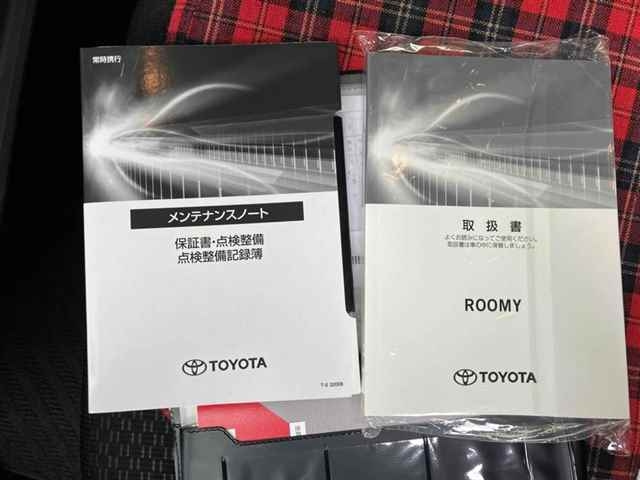 常時携行
メンテナンスノート
保証書・点検整備
点検整備記録簿
TOYOTA
取扱書
よくお読みになってご使用ください。
取扱書は車の中に保管しましょう。
ROOMY
TOYOTA